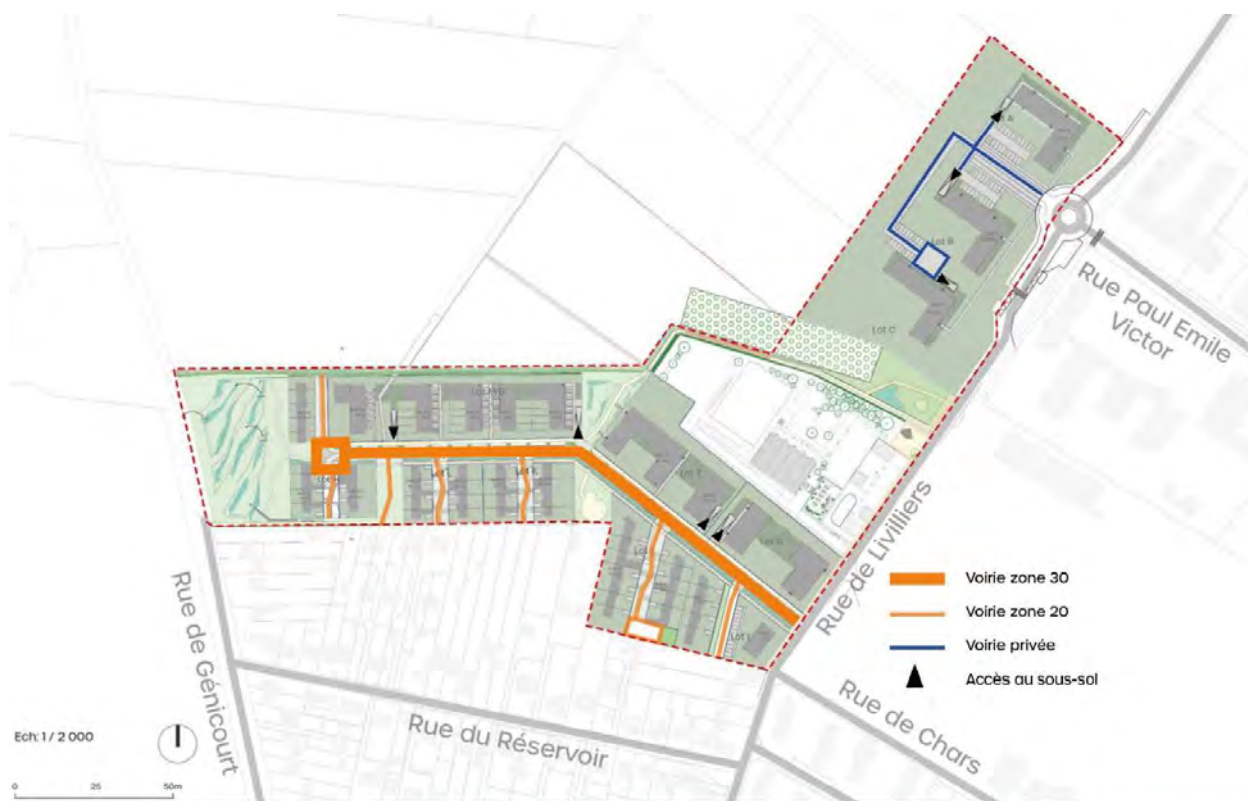 Lot B
Lot C
Rue Paul Emile
Victor
Rue de Livilliers
Rue de Génicourt
Rue du Réservoir
Rue de Chars
Voirie zone 30
Voirie zone 20
Voirie privée
Accès au sous-sol
Ech: 1 / 2 000
0 25 50m